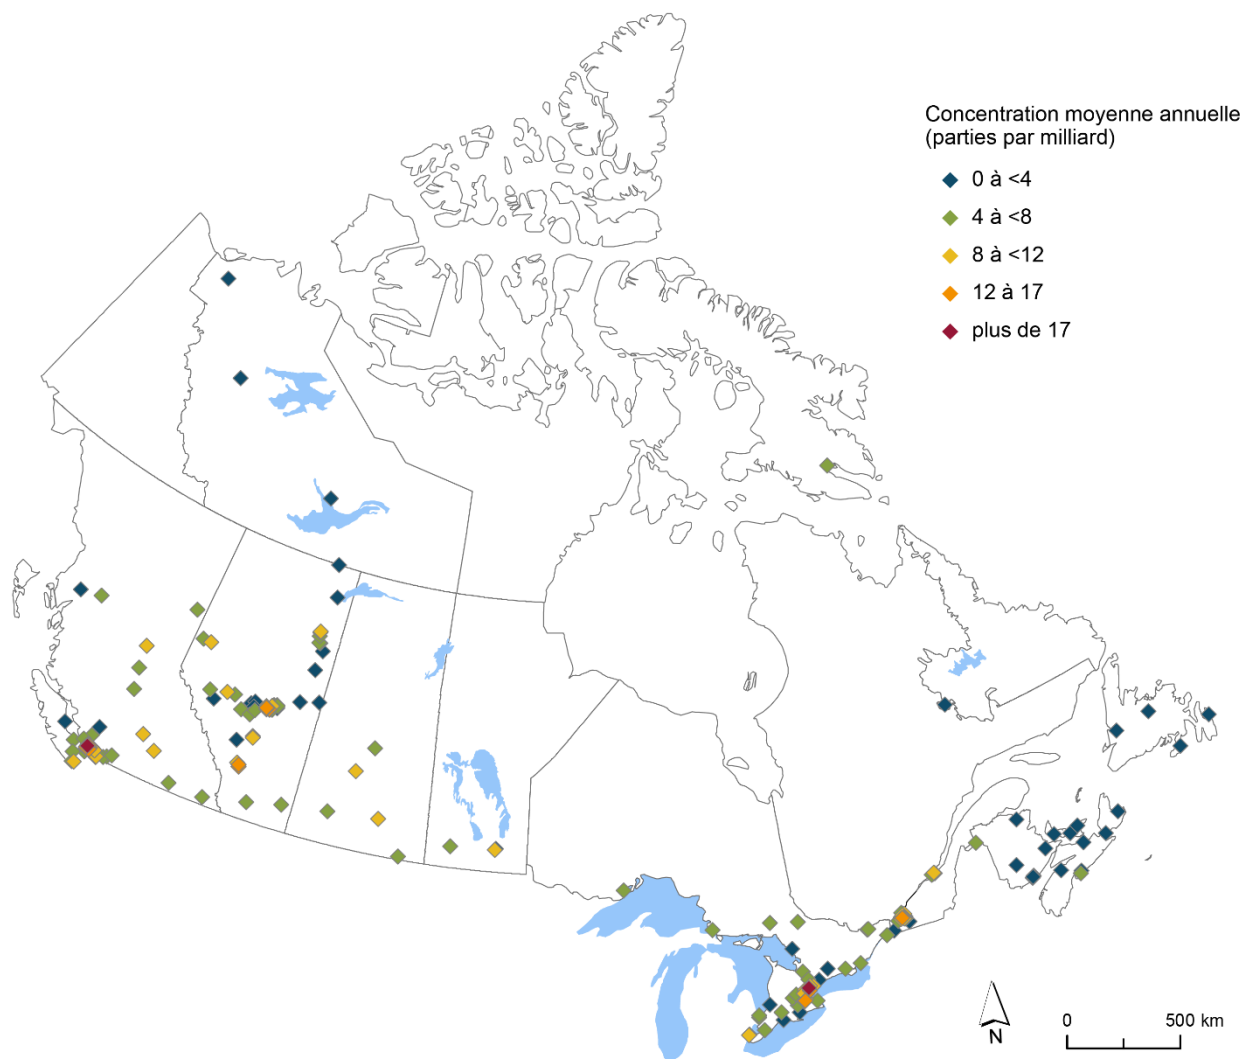 Concentration moyenne annuelle
(parties par milliard)
0 à <4
4 à <8
8 à <12
12 à 17
plus de 17
N
0 500 km